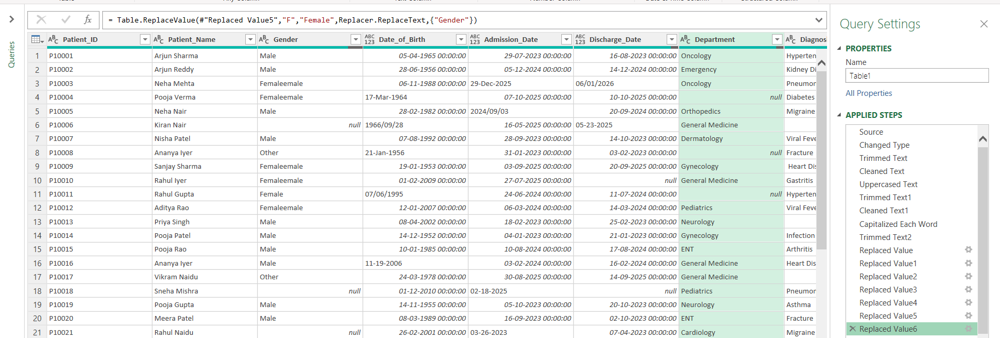 = Table.ReplaceValue(#"Replaced Value5","F","Female",Replacer.ReplaceText,{"Gender"})
Queries
Patient_ID Patient_Name Gender Date_of_Birth Admission_Date Discharge_Date Department Diagnos
1 P10001 Arjun Sharma Male 05-04-1965 00:00:00 29-07-2023 00:00:00 16-08-2023 00:00:00 Oncology Hyperten
2 P10002 Arjun Reddy Male 28-06-1956 00:00:00 05-12-2024 00:00:00 14-12-2024 00:00:00 Emergency Kidney Di
3 P10003 Neha Mehta Femaleemale 06-11-1988 00:00:00 29-Dec-2025 06/01/2026 Oncology Pneumon
4 P10004 Pooja Verma Femaleemale 17-Mar-1964 07-10-2025 00:00:00 10-10-2025 00:00:00 null Diabetes
5 P10005 Neha Nair Male 28-02-1982 00:00:00 2024/09/03 20-09-2024 00:00:00 Orthopedics Migraine
6 P10006 Kiran Nair null 1966/09/28 16-05-2025 00:00:00 05-23-2025 General Medicine
7 P10007 Nisha Patel Male 07-08-1992 00:00:00 28-09-2023 00:00:00 14-10-2023 00:00:00 Dermatology Viral Feve
8 P10008 Ananya Iyer Other 21-Jan-1956 31-01-2023 00:00:00 03-02-2023 00:00:00 null Fracture
9 P10009 Sanjay Sharma Femaleemale 19-01-1953 00:00:00 03-09-2025 00:00:00 20-09-2025 00:00:00 Gynecology Heart Dis
10 P10010 Rahul Iyer Femaleemale 01-02-2009 00:00:00 27-07-2025 00:00:00 null General Medicine Gastritis
11 P10011 Rahul Gupta Female 07/06/1995 24-06-2024 00:00:00 11-07-2024 00:00:00 null Hyperten
12 P10012 Aditya Rao Femaleemale 12-01-2007 00:00:00 06-03-2024 00:00:00 14-03-2024 00:00:00 Pediatrics Viral Feve
13 P10013 Priya Singh Male 08-04-2002 00:00:00 18-02-2023 00:00:00 25-02-2023 00:00:00 Neurology
14 P10014 Pooja Patel Male 14-12-1952 00:00:00 04-01-2023 00:00:00 21-01-2023 00:00:00 Gynecology Infection
15 P10015 Pooja Rao Male 10-01-1985 00:00:00 10-08-2024 00:00:00 17-08-2024 00:00:00 ENT Arthritis
16 P10016 Ananya Iyer Male 11-19-2006 03-02-2024 00:00:00 16-02-2024 00:00:00 General Medicine Heart Dis
17 P10017 Vikram Naidu Other 24-03-1978 00:00:00 30-08-2025 00:00:00 14-09-2025 00:00:00 General Medicine
18 P10018 Sneha Mishra null 01-12-2010 00:00:00 02-18-2025 null Pediatrics Pneumon
19 P10019 Pooja Gupta Male 14-11-1955 00:00:00 05-10-2023 00:00:00 20-10-2023 00:00:00 Neurology Asthma
20 P10020 Meera Patel Male 08-03-1989 00:00:00 16-09-2023 00:00:00 02-10-2023 00:00:00 ENT Fracture
21 P10021 Rahul Naidu null 26-02-2001 00:00:00 03-26-2023 07-04-2023 00:00:00 Cardiology Migraine
Query Settings
PROPERTIES
Name
Table1
All Properties
APPLIED STEPS
Source
Changed Type
Trimmed Text
Cleaned Text
Uppercased Text
Trimmed Text1
Cleaned Text1
Capitalized Each Word
Trimmed Text2
Replaced Value
Replaced Value1
Replaced Value2
Replaced Value3
Replaced Value4
Replaced Value5
Replaced Value6